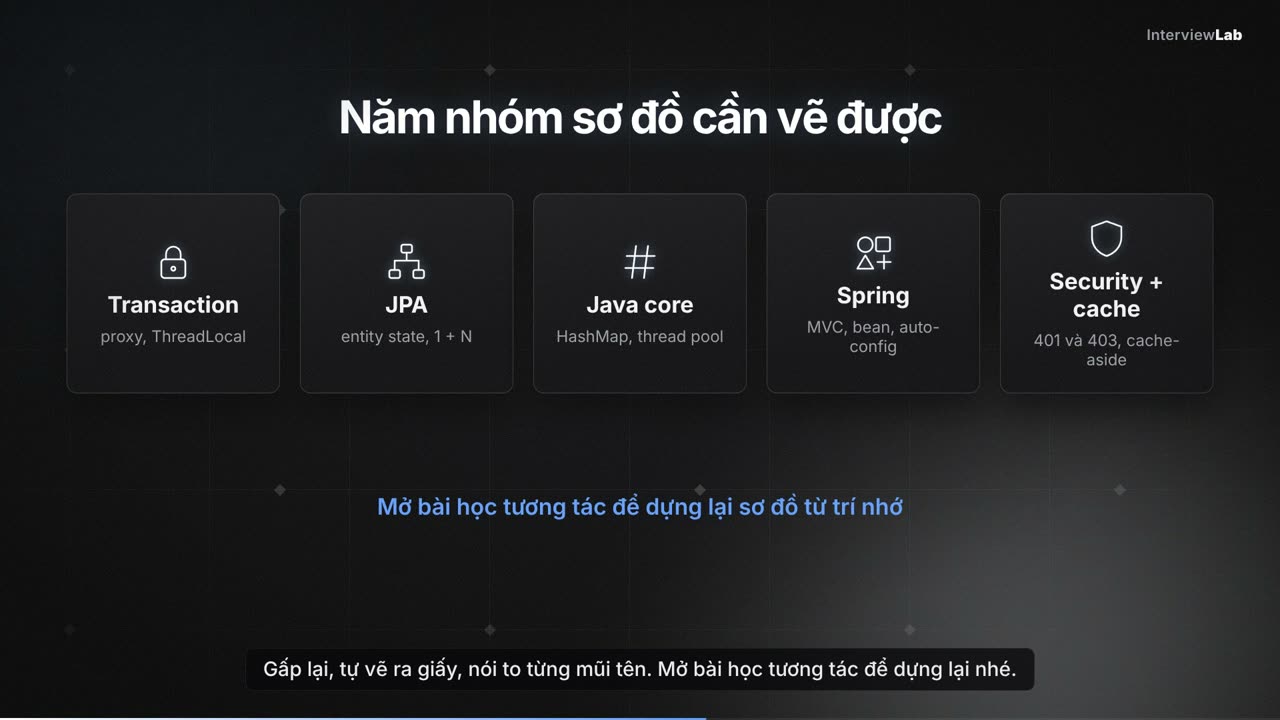 InterviewLab
Năm nhóm sơ đồ cần vẽ được
Transaction
proxy, ThreadLocal
JPA
entity state, 1 + N
Java core
HashMap, thread pool
Spring
MVC, bean, auto-
config
Security +
cache
401 và 403, cache-
aside
Mở bài học tương tác để dựng lại sơ đồ từ trí nhớ
Gấp lại, tự vẽ ra giấy, nói to từng mũi tên. Mở bài học tương tác để dựng lại nhé.